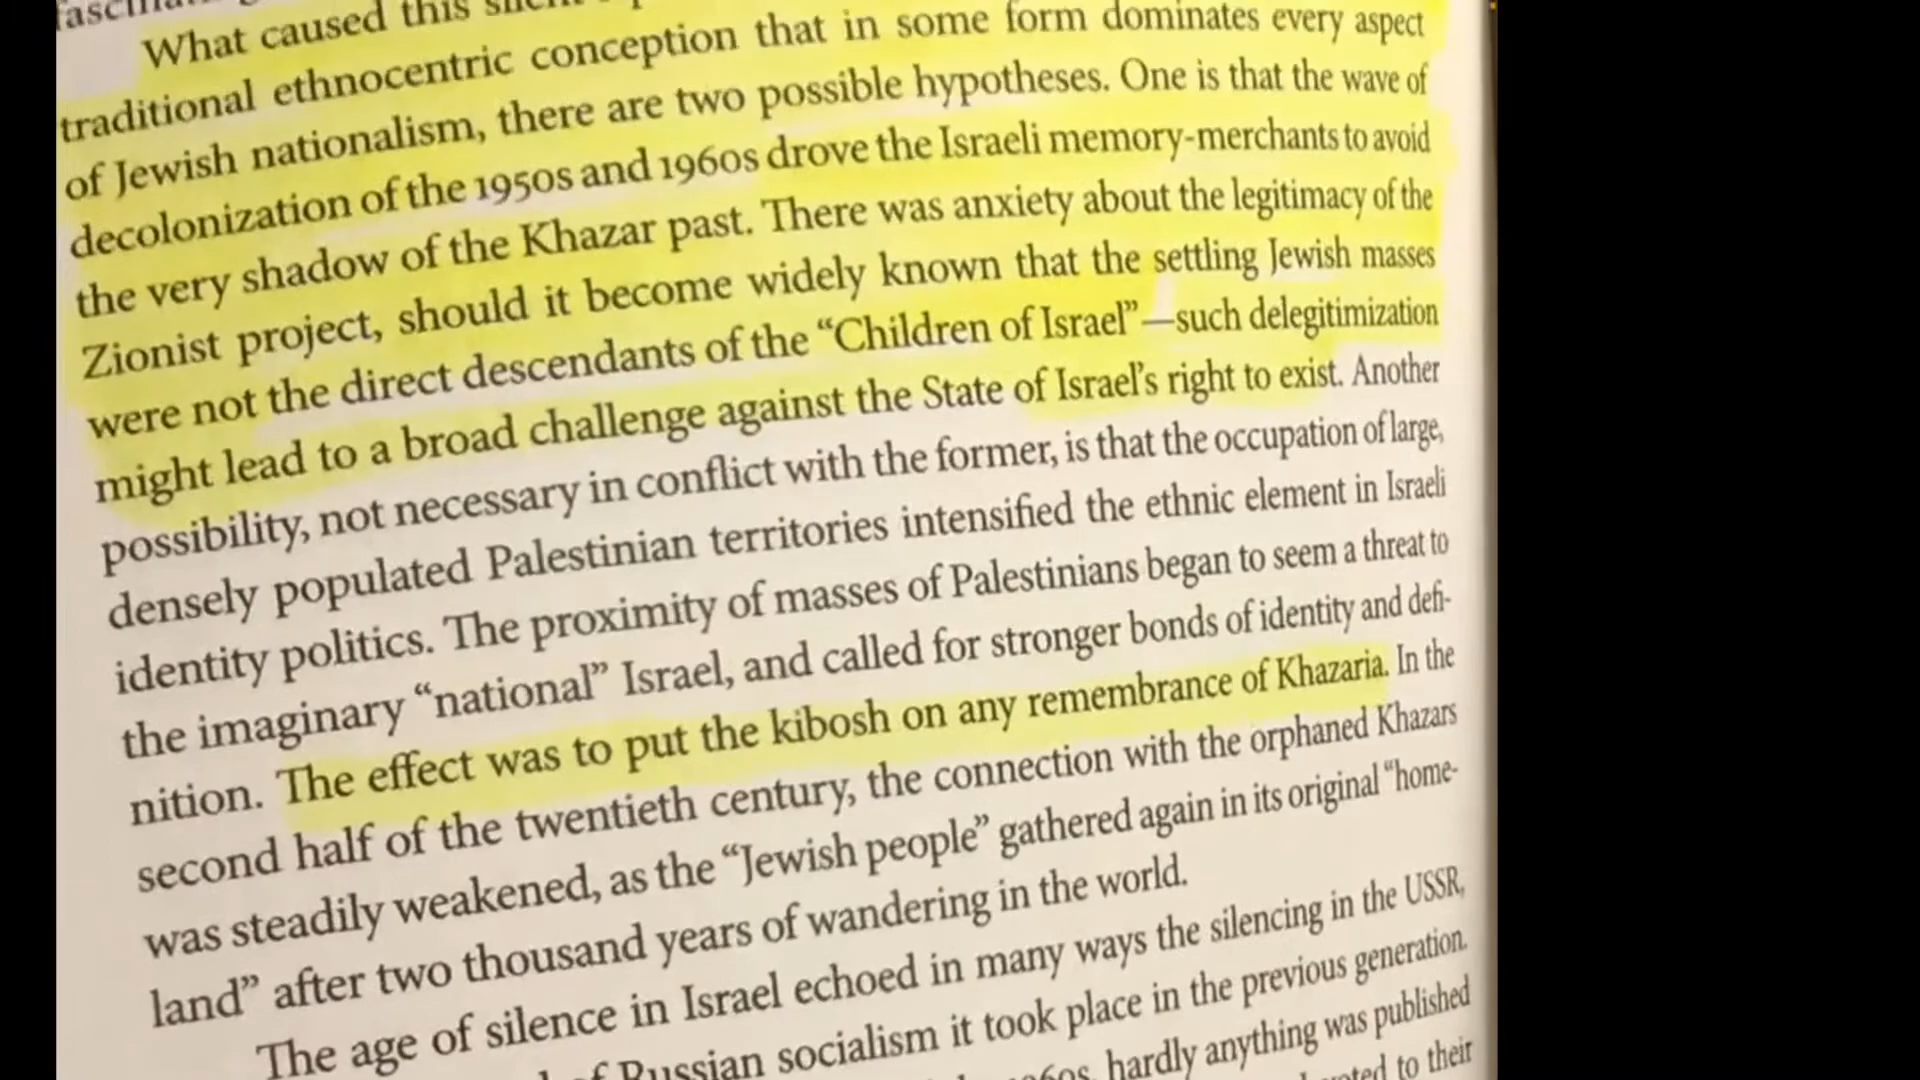 What caused this
traditional ethnocentric conception that in some form dominates every aspect
of Jewish nationalism, there are two possible hypotheses. One is that the wave of
decolonization of the 1950s and 1960s drove the Israeli memory-merchants to avoid
the very shadow of the Khazar past. There was anxiety about the legitimacy of the
Zionist project, should it become widely known that the settling Jewish masses
were not the direct descendants of the “Children of Israel”—such delegitimization
might lead to a broad challenge against the State of Israel’s right to exist. Another
possibility, not necessary in conflict with the former, is that the occupation of large,
densely populated Palestinian territories intensified the ethnic element in Israeli
identity politics. The proximity of masses of Palestinians began to seem a threat to
the imaginary “national” Israel, and called for stronger bonds of identity and defi-
nition. The effect was to put the kibosh on any remembrance of Khazaria. In the
second half of the twentieth century, the connection with the orphaned Khazars
was steadily weakened, as the “Jewish people” gathered again in its original “home-
land” after two thousand years of wandering in the world.
The age of silence in Israel echoed in many ways the silencing in the USSR,
Russian socialism it took place in the previous generation.
hardly anything was published
to their